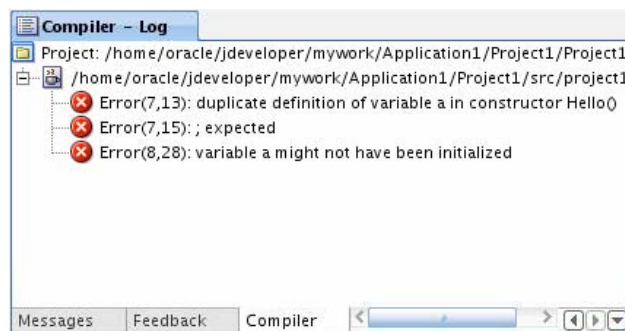 Compiler – Log
Project: /home/oracle/jdeveloper/mywork/Application1/Project1/Project1
/home/oracle/jdeveloper/mywork/Application1/Project1/src/project1
Error(7,13): duplicate definition of variable a in constructor Hello()
Error(7,15): ; expected
Error(8,28): variable a might not have been initialized
Messages Feedback Compiler